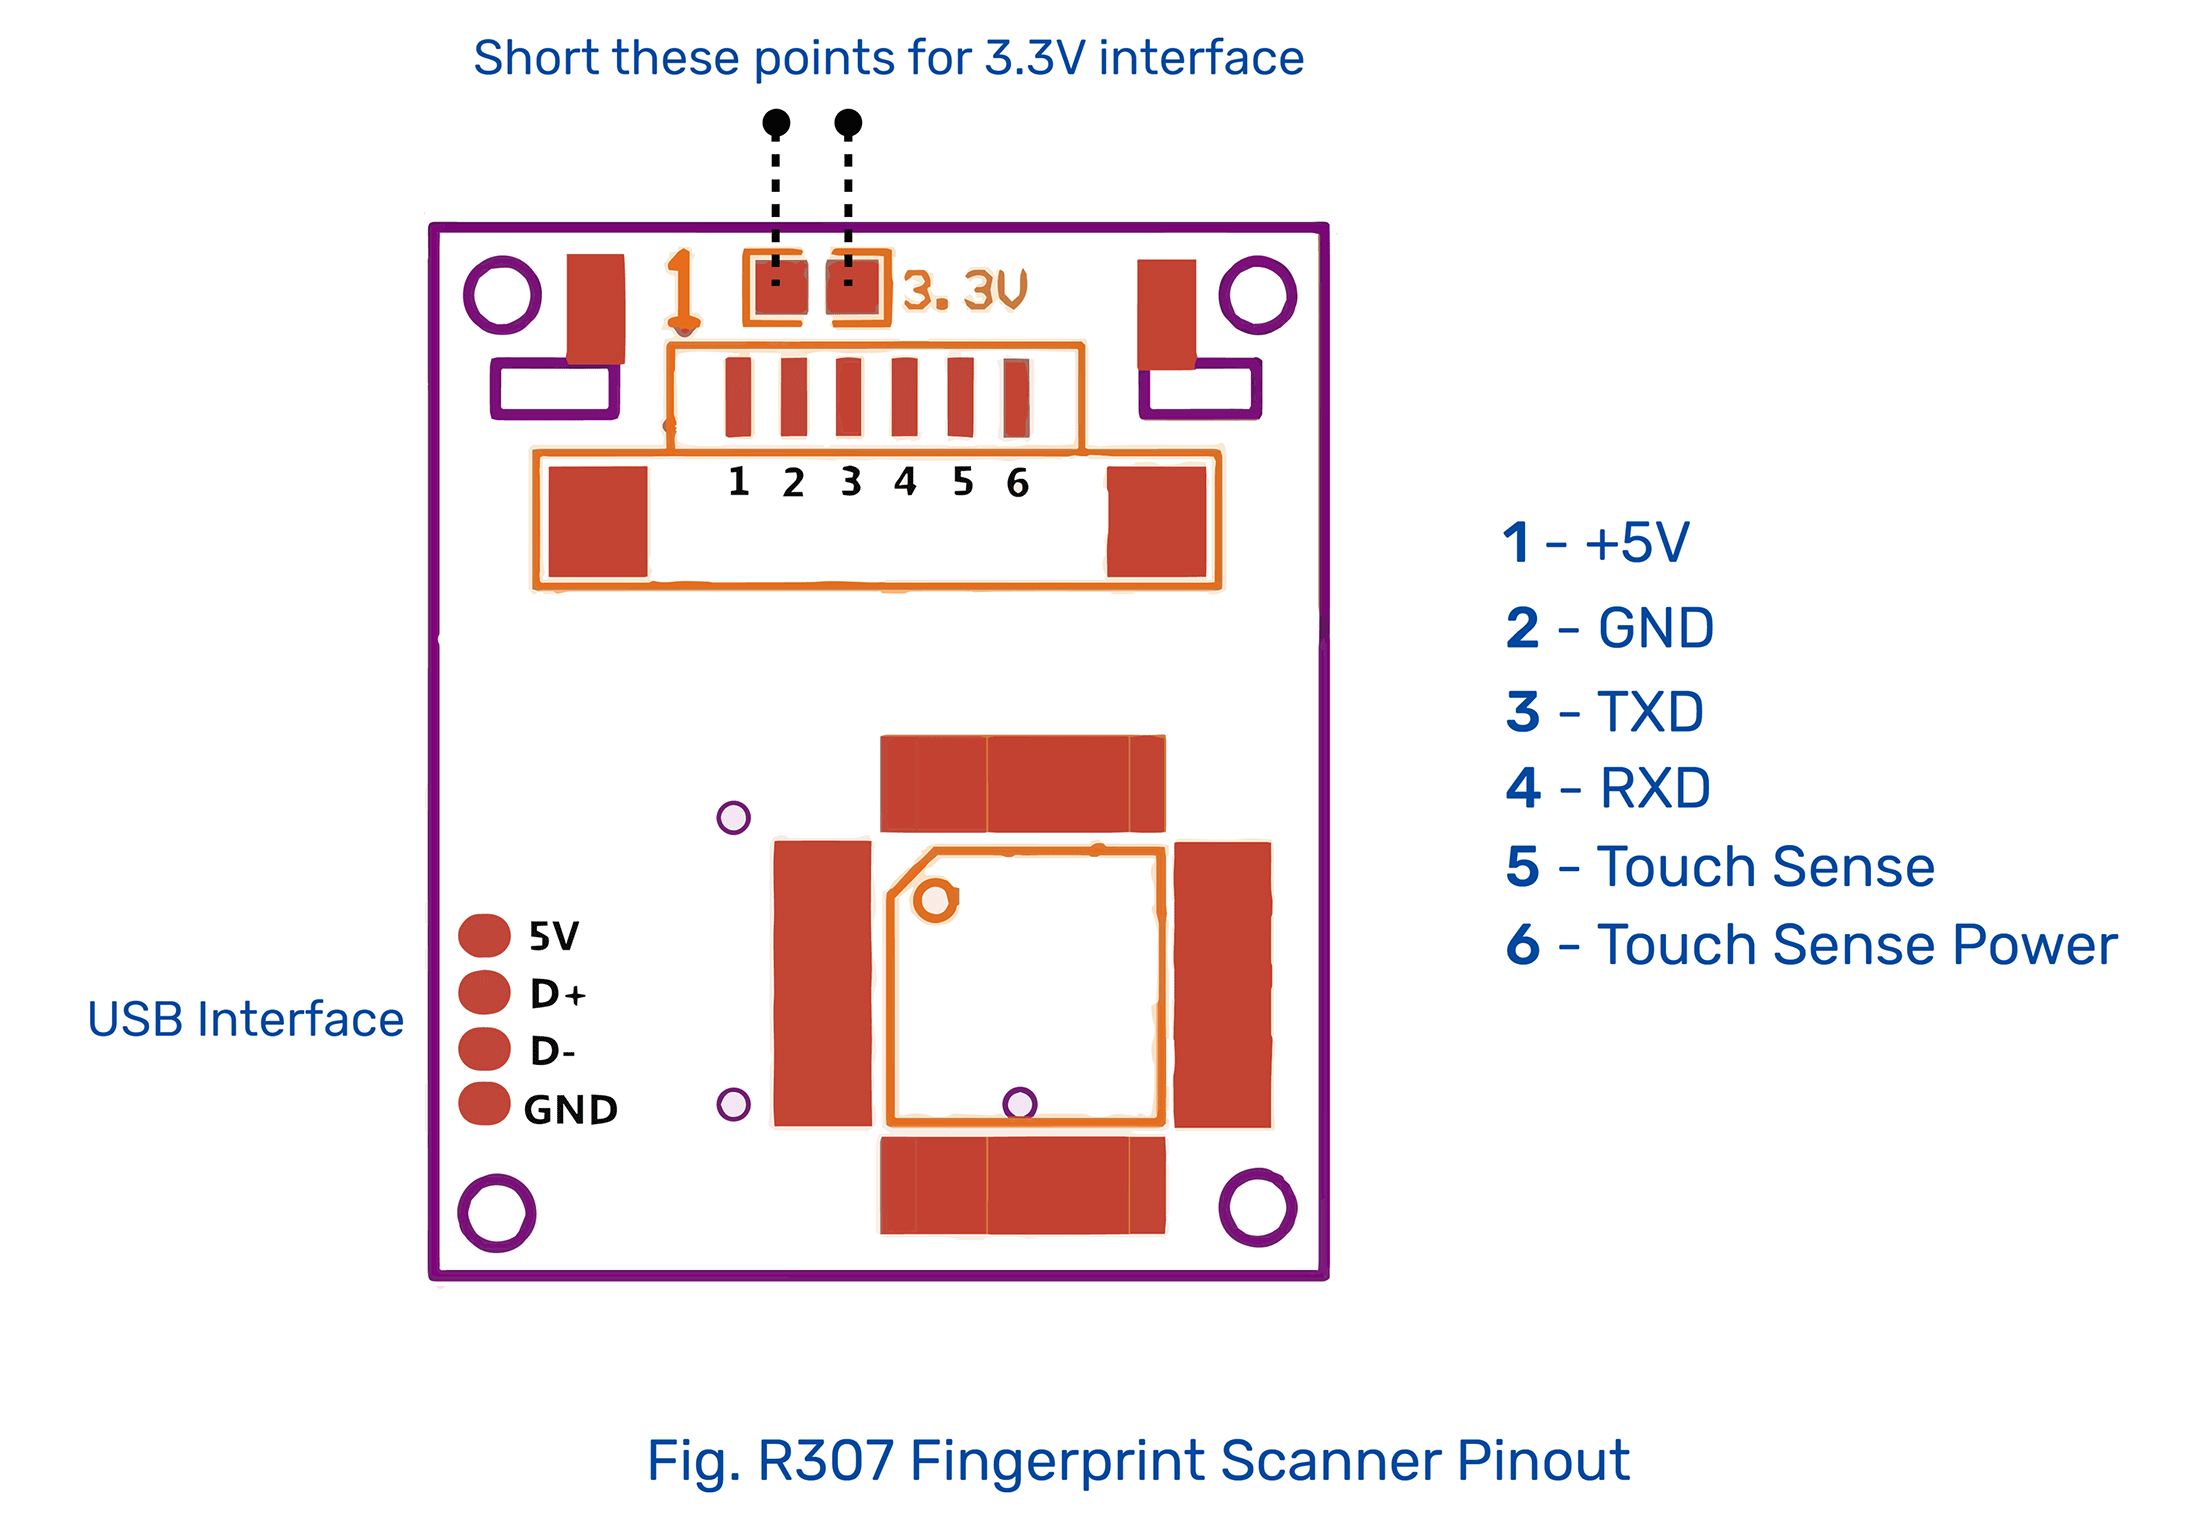 Short these points for 3.3V interface
1 3.3V
1 2 3 4 5 6
1 - +5V
2 - GND
3 - TXD
4 - RXD
5 - Touch Sense
6 - Touch Sense Power
USB Interface
5V
D+
D-
GND
Fig. R307 Fingerprint Scanner Pinout